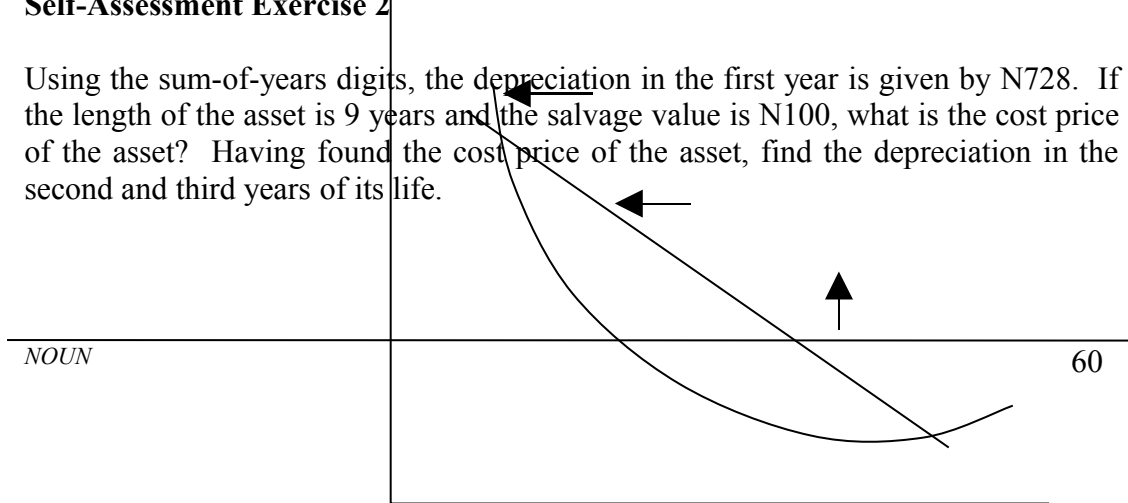 Self-Assessment Exercise 2
Using the sum-of-years digits, the depreciation in the first year is given by N728. If
the length of the asset is 9 years and the salvage value is N100, what is the cost price
of the asset? Having found the cost price of the asset, find the depreciation in the
second and third years of its life.
NOUN
60